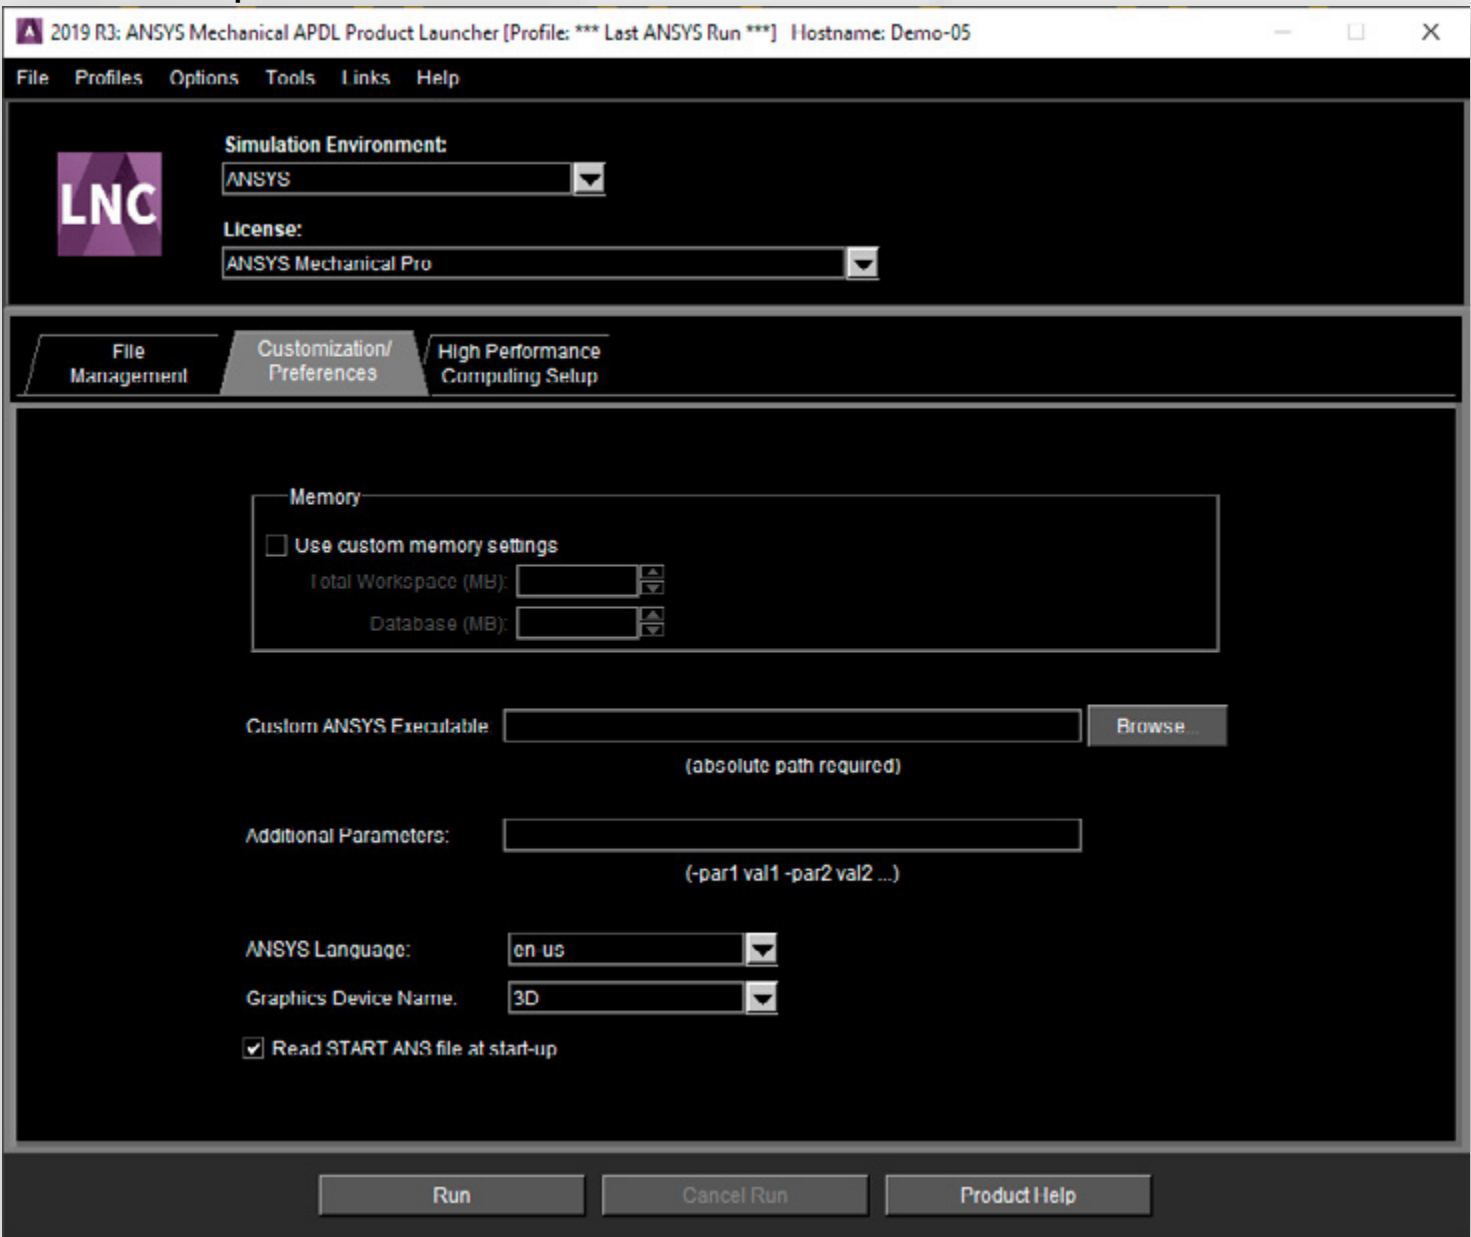 2019 R3: ANSYS Mechanical APDL Product Launcher [Profile: *** Last ANSYS Run ***] Hostname: Demo-05
File Profiles Options Tools Links Help
LNC
Simulation Environment:
ANSYS
License:
ANSYS Mechanical Pro
File
Management
Customization/
Preferences
High Performance
Computing Setup
Memory
Use custom memory settings
Total Workspace (MB):
Database (MB):
Custom ANSYS Executable Browse...
(absolute path required)
Additional Parameters:
(-par1 val1 -par2 val2 ...)
ANSYS Language: en-us
Graphics Device Name: 3D
Read START ANS file at start-up
Run Cancel Run Product Help